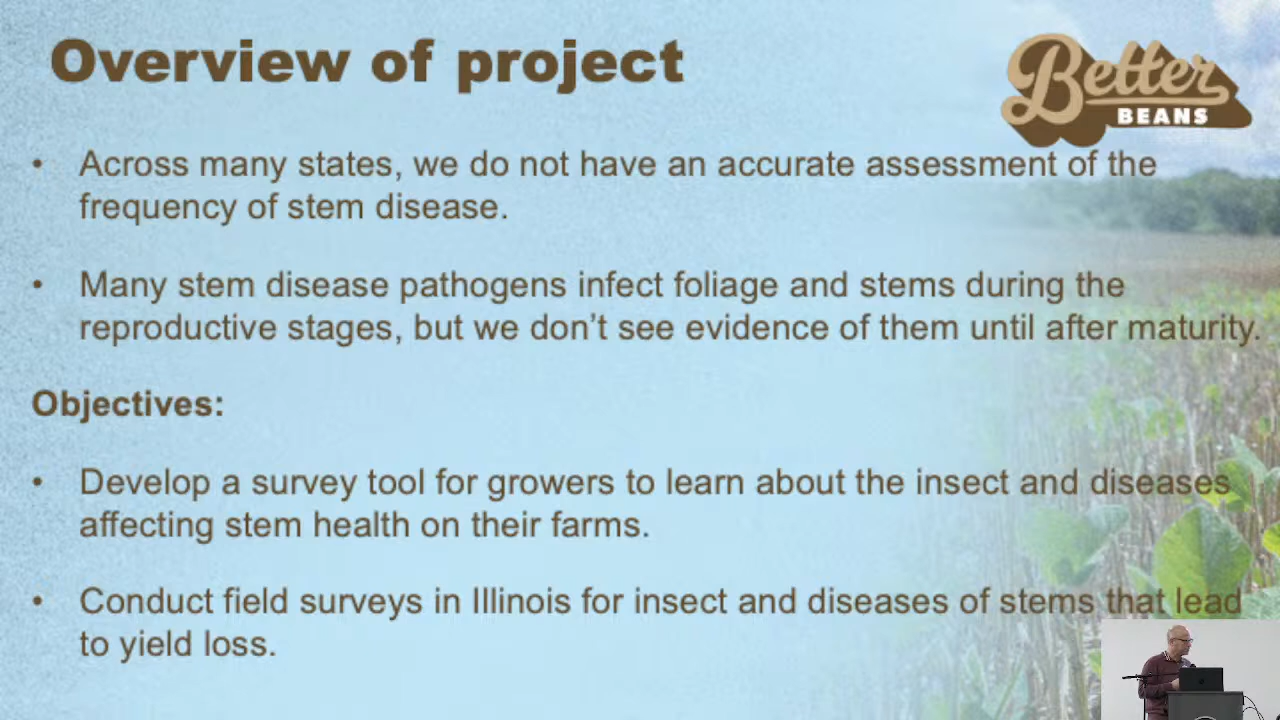 Overview of project
Better
BEANS
• Across many states, we do not have an accurate assessment of the
frequency of stem disease.
• Many stem disease pathogens infect foliage and stems during the
reproductive stages, but we don’t see evidence of them until after maturity.
Objectives:
• Develop a survey tool for growers to learn about the insect and diseases
affecting stem health on their farms.
• Conduct field surveys in Illinois for insect and diseases of stems that lead
to yield loss.